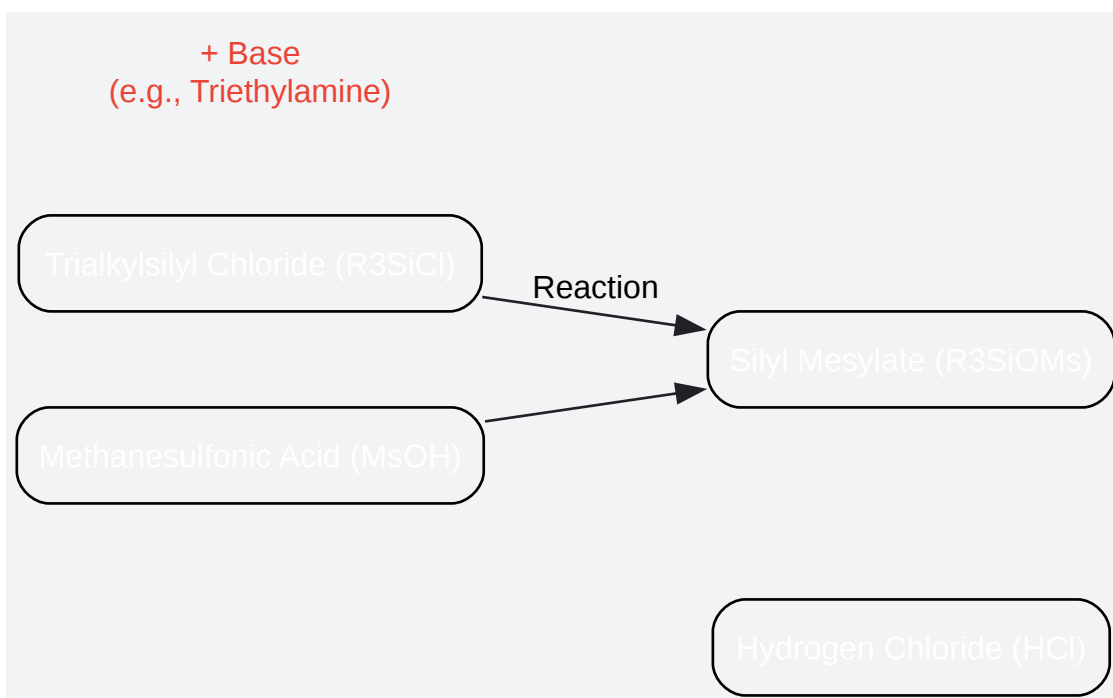 + Base
(e.g., Triethylamine)
Trialkylsilyl Chloride (R3SiCl)
Reaction
Silyl Mesylate (R3SiOMs)
Methanesulfonic Acid (MsOH)
Hydrogen Chloride (HCl)